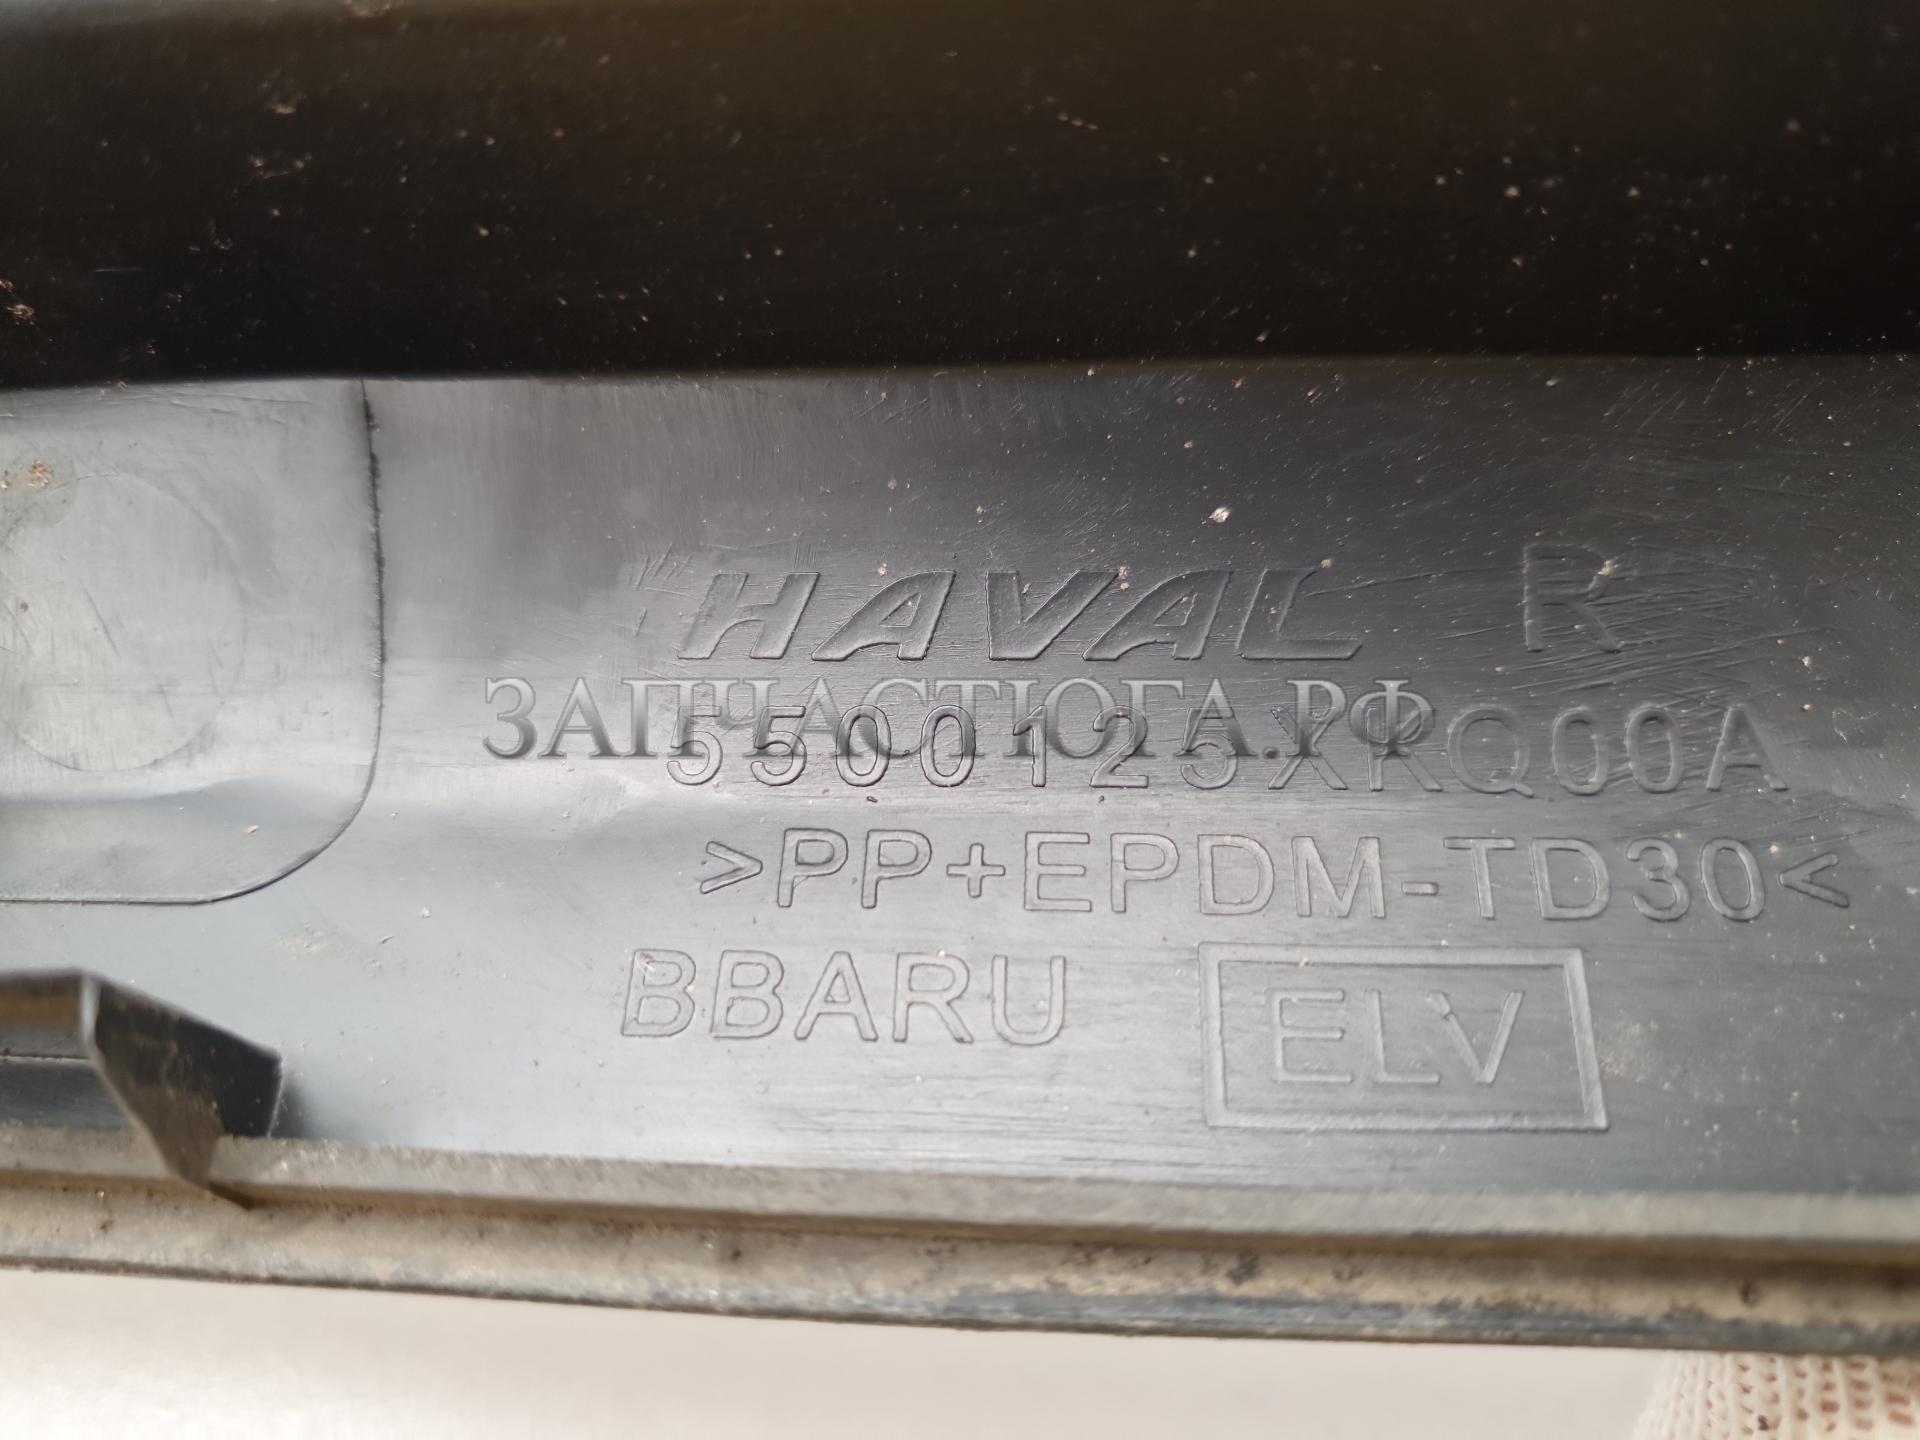 HAVAL R
ЗАПЧАСТЮГА.РФ
5500125XKQ00A
>PP+EPDM-TD30<
BBARU
ELV